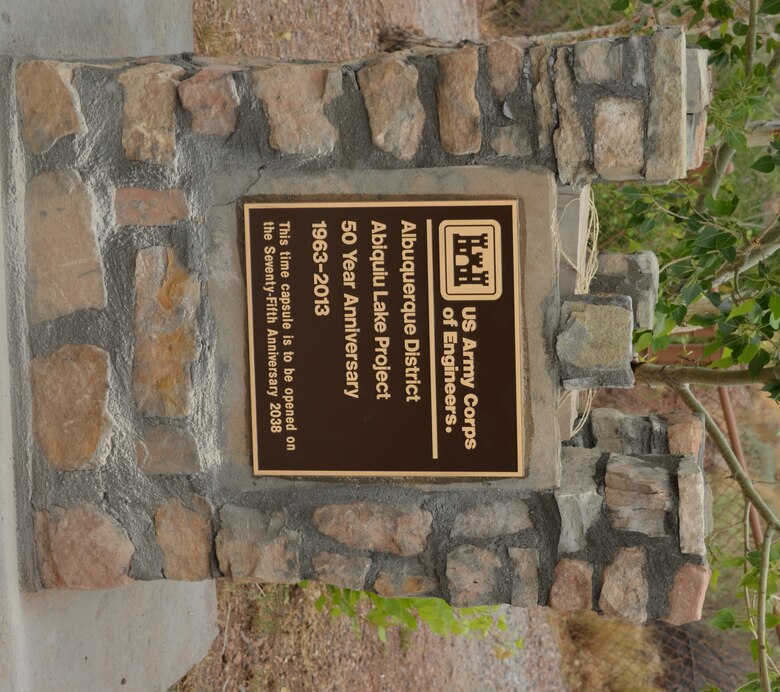 US Army Corps
of Engineers.
Albuquerque District
Abiquiu Lake Project
50 Year Anniversary
1963-2013
This time capsule is to be opened on
the Seventy-Fifth Anniversary 2038